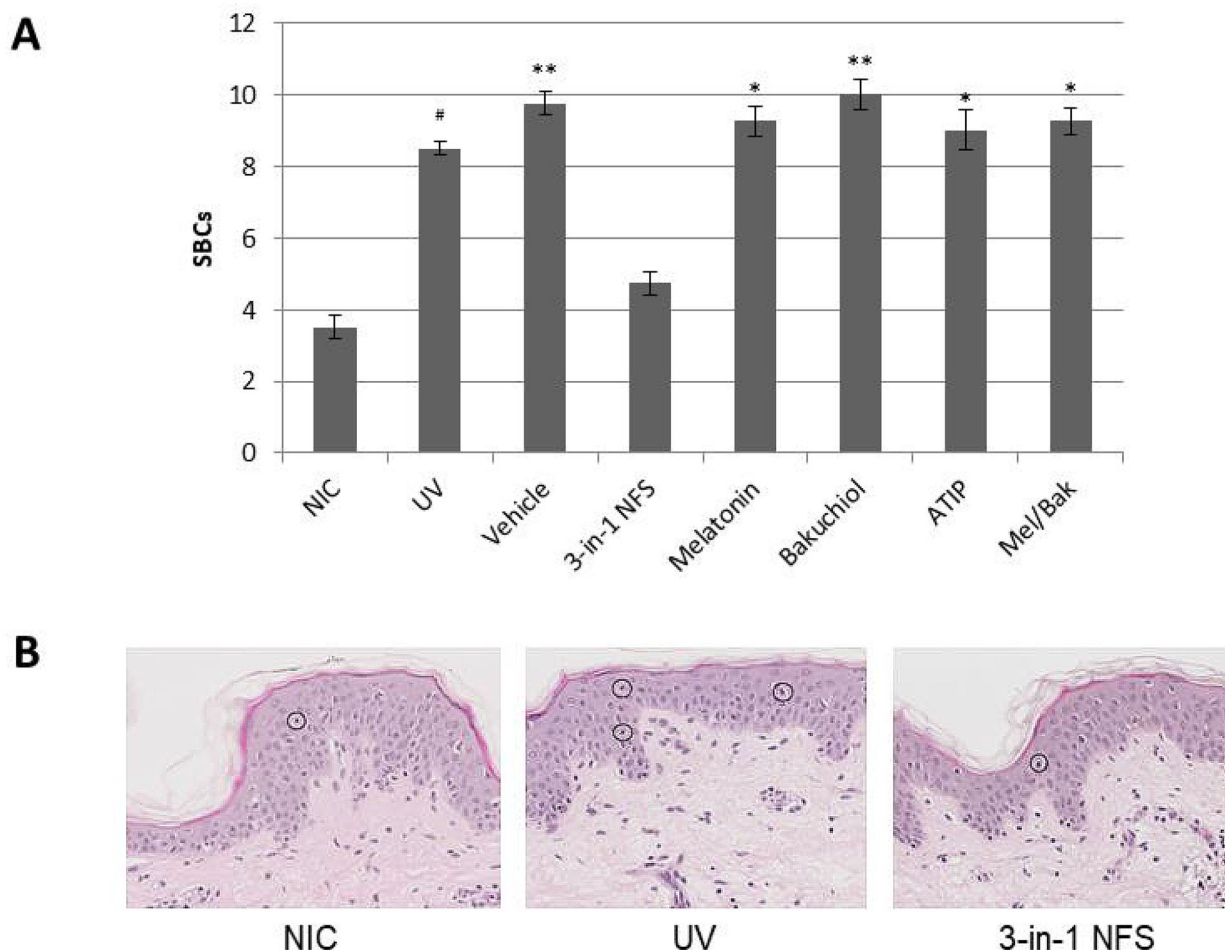 A
12
10
8
6
4
2
0
SBCs
#
**
*
**
*
*
NIC
UV
Vehicle
3-in-1 NFS
Melatonin
Bakuchiol
ATIP
Mel/Bak
B
NIC
UV
3-in-1 NFS